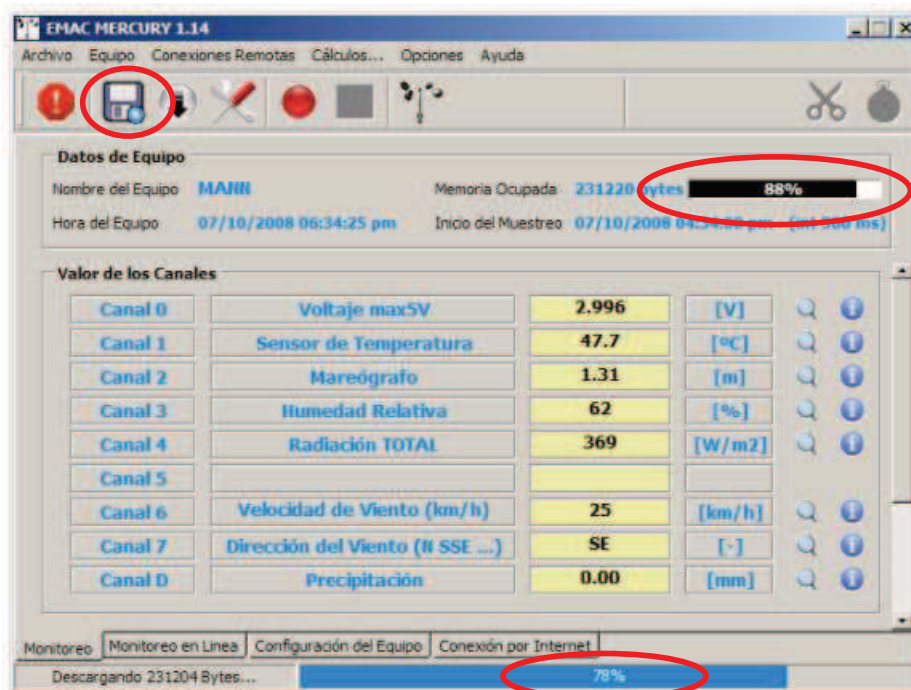 EMAC MERCURY 1.14
Archivo Equipo Conexiones Remotas Cálculos... Opciones Ayuda
Datos de Equipo
Nombre del Equipo MANN Memoria Ocupada 231220 bytes 88%
Hora del Equipo 07/10/2008 06:34:25 pm Inicio del Muestreo 07/10/2008 pm (int 500 ms)
Valor de los Canales
Canal 0 Voltaje max5V 2.996 [V]
Canal 1 Sensor de Temperatura 47.7 [ºC]
Canal 2 Mareógrafo 1.31 [m]
Canal 3 Humedad Relativa 62 [%]
Canal 4 Radiación TOTAL 369 [W/m2]
Canal 5
Canal 6 Velocidad de Viento (km/h) 25 [km/h]
Canal 7 Dirección del Viento (N SSE ...) SE [-]
Canal D Precipitación 0.00 [mm]
Monitoreo Monitoreo en Linea Configuración del Equipo Conexión por Internet
Descargando 231204 Bytes... 78%